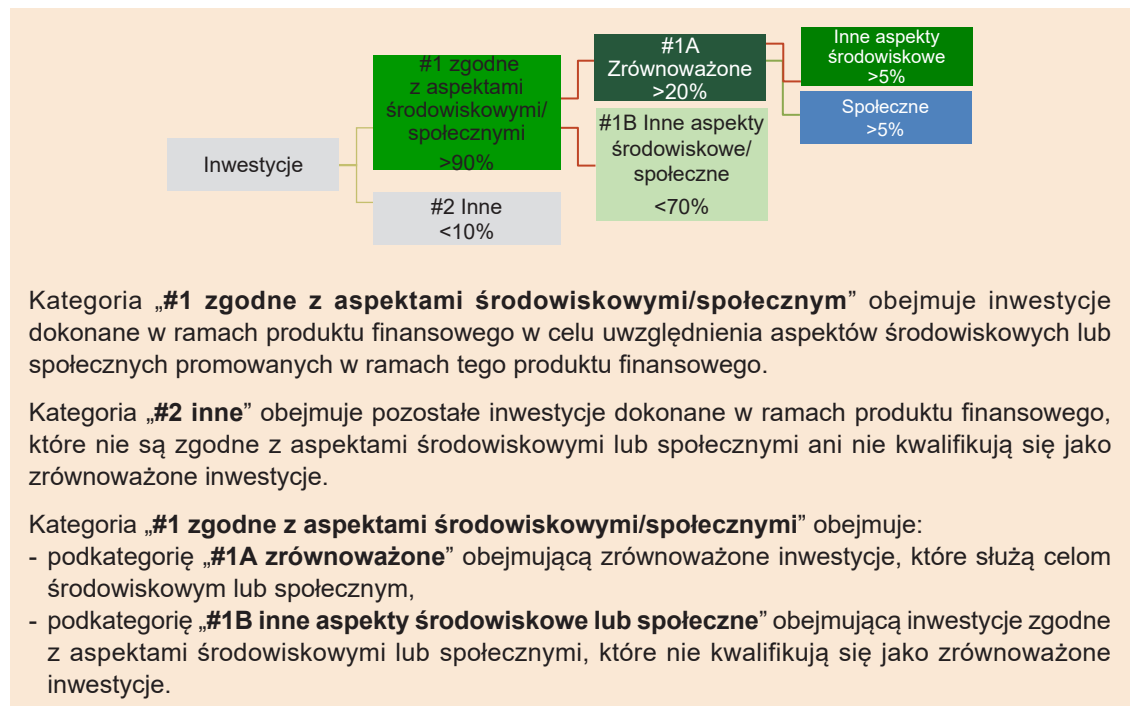 Inwestycje
#1 zgodne
z aspektami
środowiskowymi/
społecznymi
>90%
#2 Inne
<10%
#1A
Zrównoważone
>20%
#1B Inne aspekty
środowiskowe/
społeczne
<70%
Inne aspekty
środowiskowe
>5%
Społeczne
>5%
Kategoria „#1 zgodne z aspektami środowiskowymi/społecznym” obejmuje inwestycje
dokonane w ramach produktu finansowego w celu uwzględnienia aspektów środowiskowych lub
społecznych promowanych w ramach tego produktu finansowego.
Kategoria „#2 inne” obejmuje pozostałe inwestycje dokonane w ramach produktu finansowego,
które nie są zgodne z aspektami środowiskowymi lub społecznymi ani nie kwalifikują się jako
zrównoważone inwestycje.
Kategoria „#1 zgodne z aspektami środowiskowymi/społecznymi” obejmuje:
- podkategorię „#1A zrównoważone” obejmującą zrównoważone inwestycje, które służą celom
środowiskowym lub społecznym,
- podkategorię „#1B inne aspekty środowiskowe lub społeczne” obejmującą inwestycje zgodne
z aspektami środowiskowymi lub społecznymi, które nie kwalifikują się jako zrównoważone
inwestycje.